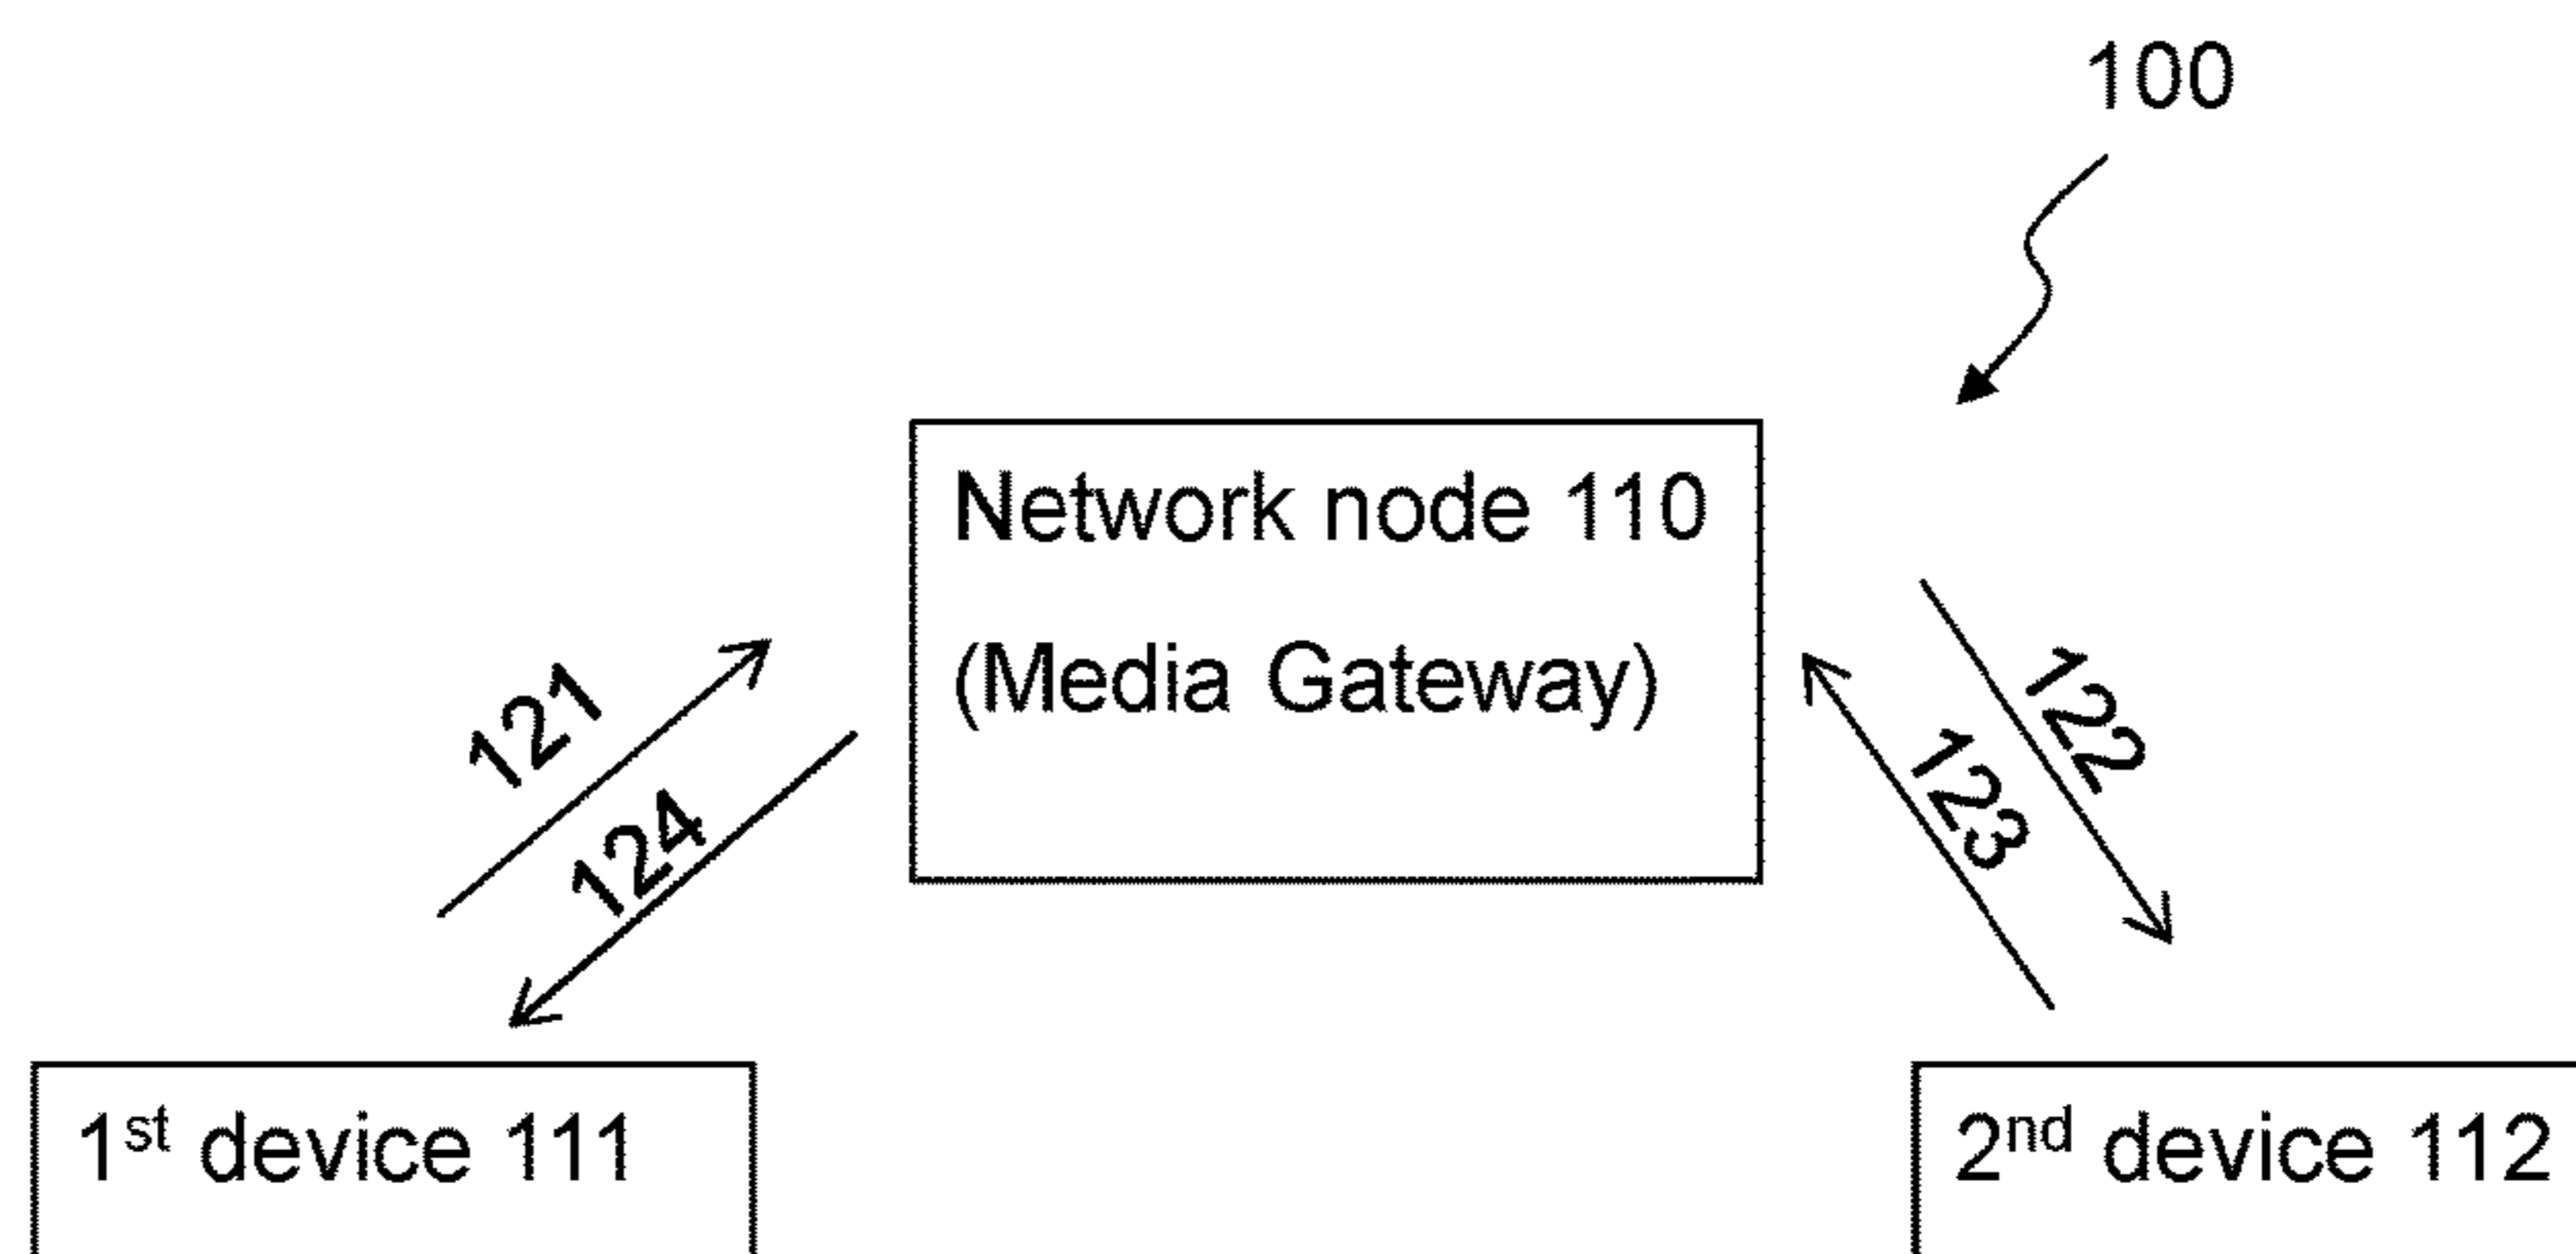 100
Network node 110
(Media Gateway)
121
124
122
123
1st device 111
2nd device 112